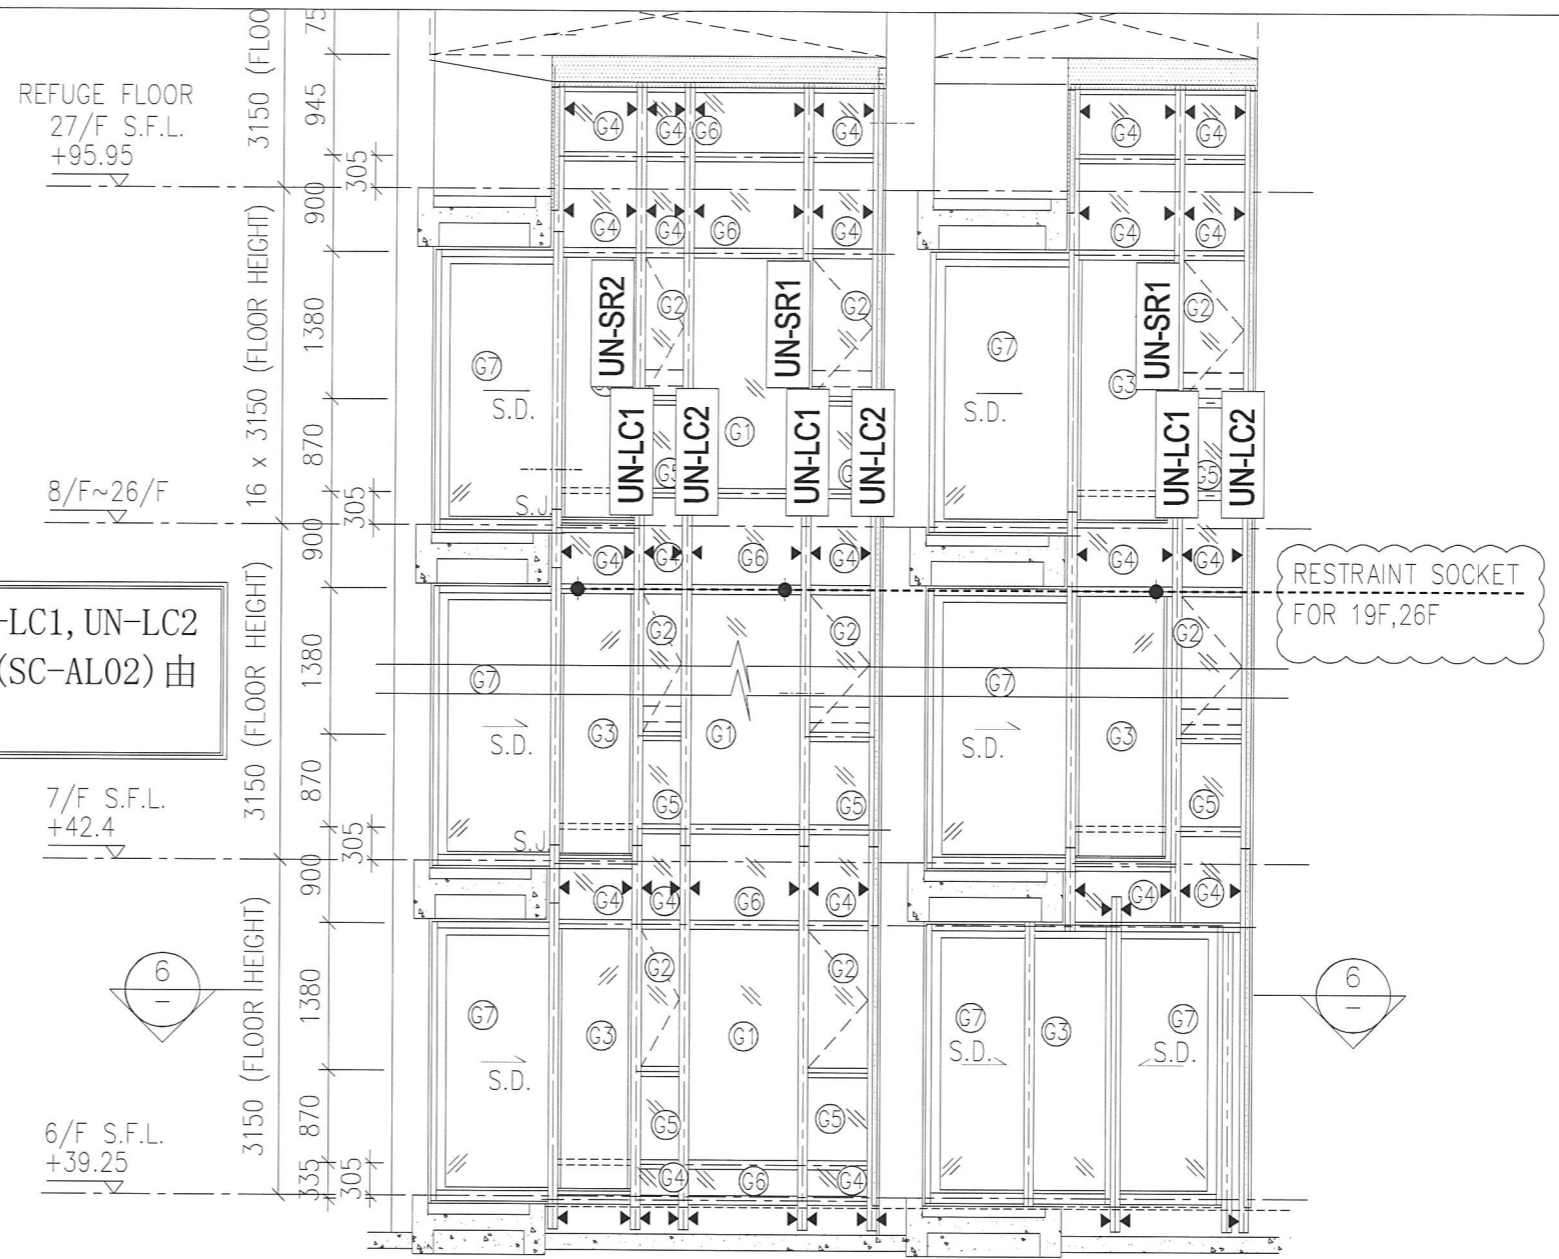 REFUGE FLOOR
27/F S.F.L.
+95.95
8/F~26/F
7/F S.F.L.
+42.4
6/F S.F.L.
+39.25
-LC1, UN-LC2
(SC-AL02)由
3150 (FLOO
16 x 3150 (FLOOR HEIGHT)
3150 (FLOOR HEIGHT)
3150 (FLOOR HEIGHT)
75
945
305
900
1380
870
305
900
1380
870
305
900
1380
870
335
305
G4 G4 G6 G4 G4 G4
G4 G4 G6 G4 G4 G4
UN-SR2
UN-SR1
UN-SR1
G2 G2 G2
G7 G7 G3
S.D. S.D.
UN-LC1
UN-LC2
UN-LC1
UN-LC2
UN-LC1
UN-LC2
G1
G5 G5
S.J.
G4 G4 G6 G4 G4 G4
RESTRAINT SOCKET
FOR 19F,26F
G2 G2 G2
G7 G7
G3 G1 G3
S.D. S.D.
G5 G5 G5
S.J.
G4 G4 G6 G4 G4 G4
6
-
6
-
G2 G2
G7 G3 G1 G7 G3 G7
S.D. S.D. S.D.
G5 G5
G4 G6 G4